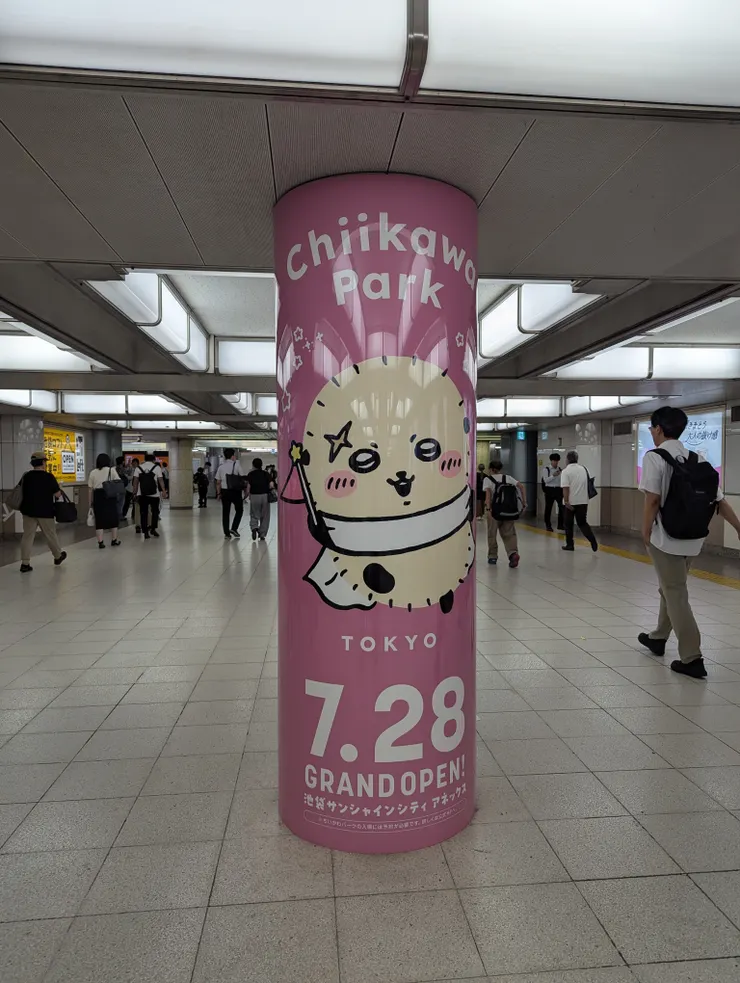 Chiikawa
Park
TOKYO
7.28
GRAND OPEN!
池袋サンシャインシティ アネックス
OPEN